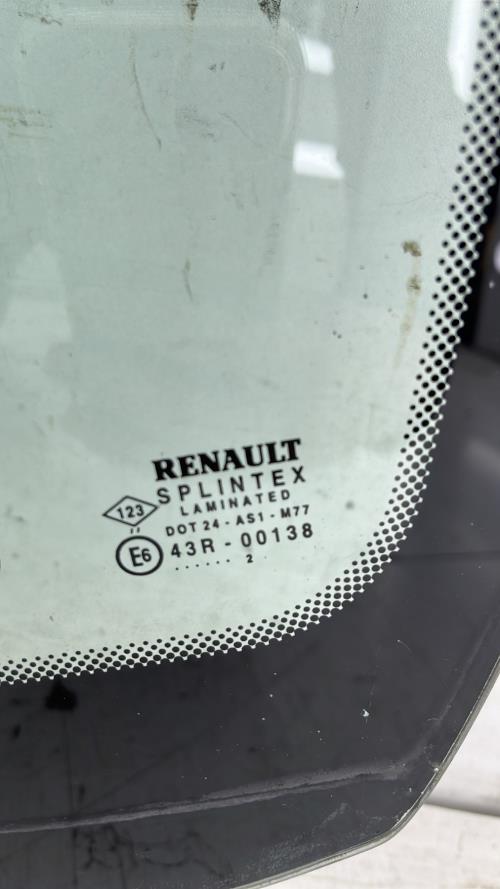 RENAULT
SPLINTEX
LAMINATED
123
DOT 24 - AS1 - M77
E6 43R - 00138
. . . . . . 2